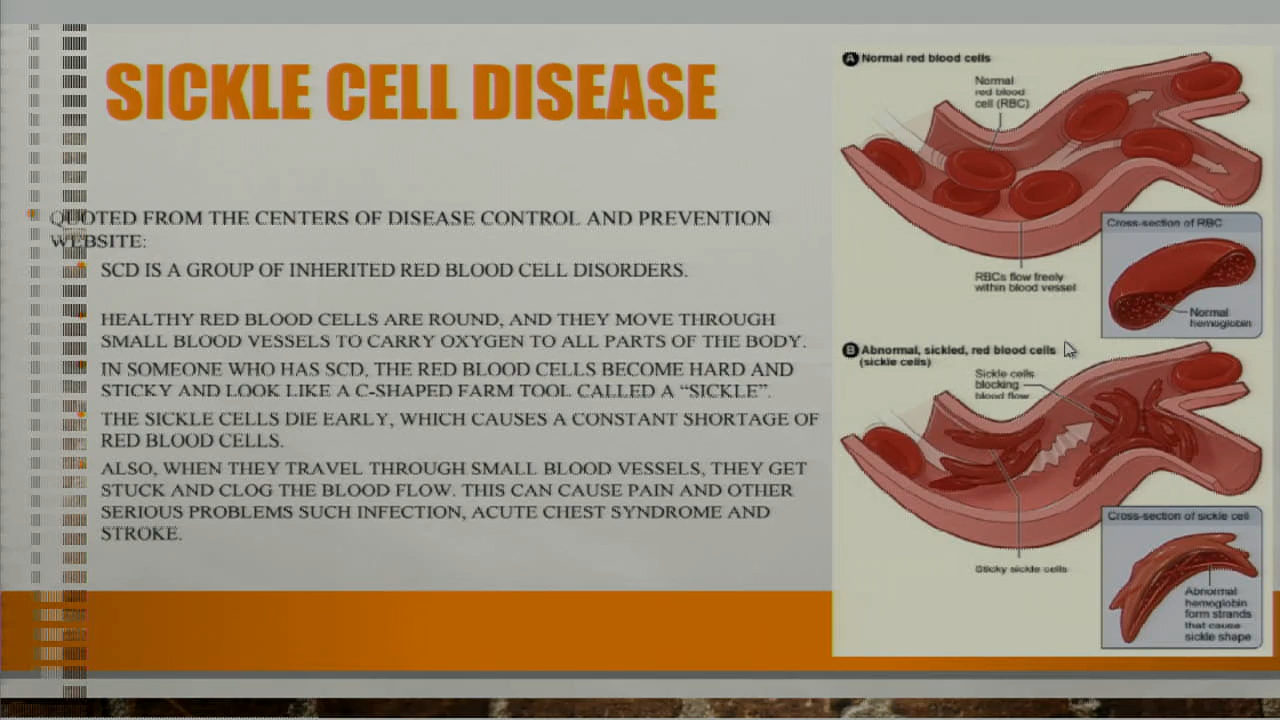 SICKLE CELL DISEASE
QUOTED FROM THE CENTERS OF DISEASE CONTROL AND PREVENTION
WEBSITE:
SCD IS A GROUP OF INHERITED RED BLOOD CELL DISORDERS.
HEALTHY RED BLOOD CELLS ARE ROUND, AND THEY MOVE THROUGH
SMALL BLOOD VESSELS TO CARRY OXYGEN TO ALL PARTS OF THE BODY.
IN SOMEONE WHO HAS SCD, THE RED BLOOD CELLS BECOME HARD AND
STICKY AND LOOK LIKE A C-SHAPED FARM TOOL CALLED A “SICKLE”.
THE SICKLE CELLS DIE EARLY, WHICH CAUSES A CONSTANT SHORTAGE OF
RED BLOOD CELLS.
ALSO, WHEN THEY TRAVEL THROUGH SMALL BLOOD VESSELS, THEY GET
STUCK AND CLOG THE BLOOD FLOW. THIS CAN CAUSE PAIN AND OTHER
SERIOUS PROBLEMS SUCH INFECTION, ACUTE CHEST SYNDROME AND
STROKE.
A Normal red blood cells
Normal
red blood
cell (RBC)
RBCs flow freely
within blood vessel
Cross-section of RBC
Normal
hemoglobin
B Abnormal, sickled, red blood cells
(sickle cells)
Sickle cells
blocking
blood flow
Sticky sickle cells
Cross-section of sickle cell
Abnormal
hemoglobin
form strands
that cause
sickle shape